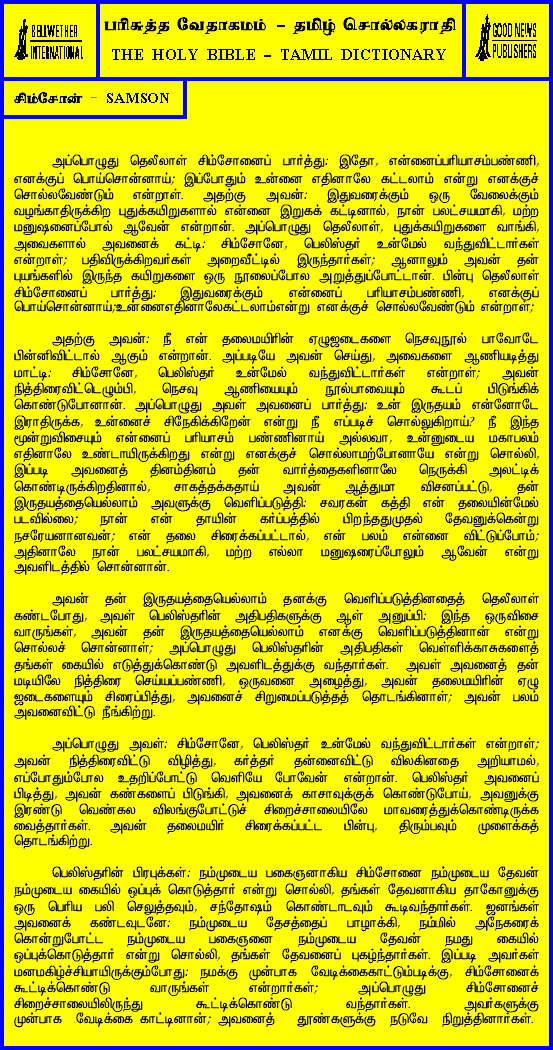 BELLWETHER
INTERNATIONAL
பரிசுத்த வேதாகமம் - தமிழ் சொல்லகராதி
THE HOLY BIBLE - TAMIL DICTIONARY
GOOD NEWS
PUBLISHERS
சிம்சோன் - SAMSON
அப்பொழுது தெலீலாள் சிம்சோனைப் பார்த்து: இதோ, என்னைப்பரியாசம்பண்ணி,
எனக்குப் பொய்சொன்னாய்; இப்போதும் உன்னை எதினாலே கட்டலாம் என்று எனக்குச்
சொல்லவேண்டும் என்றாள். அதற்கு அவன்: இதுவரைக்கும் ஒரு வேலைக்கும்
வழங்காதிருக்கிற புதுக்கயிறுகளால் என்னை இறுகக் கட்டினால், நான் பலட்சயமாகி, மற்ற
மனுஷனைப்போல் ஆவேன் என்றான். அப்பொழுது தெலீலாள், புதுக்கயிறுகளை வாங்கி,
அவைகளால் அவனைக் கட்டி: சிம்சோனே, பெலிஸ்தர் உன்மேல் வந்துவிட்டார்கள்
என்றாள்; பதிவிருக்கிறவர்கள் அறைவீட்டில் இருந்தார்கள்; ஆனாலும் அவன் தன்
புயங்களில் இருந்த கயிறுகளை ஒரு நூலைப்போல அறுத்துப்போட்டான். பின்பு தெலீலாள்
சிம்சோனைப் பார்த்து: இதுவரைக்கும் என்னைப் பரியாசம்பண்ணி, எனக்குப்
பொய்சொன்னாய்;உன்னைஎதினாலேகட்டலாம்என்று எனக்குச் சொல்லவேண்டும் என்றாள்;
அதற்கு அவன்: நீ என் தலைமயிரின் ஏழுஜடைகளை நெசவுநூல் பாவோடே
பின்னிவிட்டால் ஆகும் என்றான். அப்படியே அவள் செய்து, அவைகளை ஆணியடித்து
மாட்டி: சிம்சோனே, பெலிஸ்தர் உன்மேல் வந்துவிட்டார்கள் என்றாள்; அவன்
நித்திரைவிட்டெழும்பி, நெசவு ஆணியையும் நூல்பாவையும் கூடப் பிடுங்கிக்
கொண்டுபோனான். அப்பொழுது அவள் அவனைப் பார்த்து: உன் இருதயம் என்னோடே
இராதிருக்க, உன்னைச் சிநேகிக்கிறேன் என்று நீ எப்படிச் சொல்லுகிறாய்? நீ இந்த
மூன்றுவிசையும் என்னைப் பரியாசம் பண்ணினாய் அல்லவா, உன்னுடைய மகாபலம்
எதினாலே உண்டாயிருக்கிறது என்று எனக்குச் சொல்லாமற்போனாயே என்று சொல்லி,
இப்படி அவனைத் தினம்தினம் தன் வார்த்தைகளினாலே நெருக்கி அலட்டிக்
கொண்டிருக்கிறதினால், சாகத்தக்கதாய் அவன் ஆத்துமா விசனப்பட்டு, தன்
இருதயத்தையெல்லாம் அவளுக்கு வெளிப்படுத்தி: சவரகன் கத்தி என் தலையின்மேல்
படவில்லை; நான் என் தாயின் கர்ப்பத்தில் பிறந்ததுமுதல் தேவனுக்கென்று
நசரேயனானவன்; என் தலை சிரைக்கப்பட்டால், என் பலம் என்னை விட்டுப்போம்;
அதினாலே நான் பலட்சயமாகி, மற்ற எல்லா மனுஷரைப்போலும் ஆவேன் என்று
அவளிடத்தில் சொன்னான்.
அவன் தன் இருதயத்தையெல்லாம் தனக்கு வெளிப்படுத்தினதைத் தெலீலாள்
கண்டபோது, அவள் பெலிஸ்தரின் அதிபதிகளுக்கு ஆள் அனுப்பி: இந்த ஒருவிசை
வாருங்கள், அவன் தன் இருதயத்தையெல்லாம் எனக்கு வெளிப்படுத்தினான் என்று
சொல்லச் சொன்னாள்; அப்பொழுது பெலிஸ்தரின் அதிபதிகள் வெள்ளிக்காசுகளைத்
தங்கள் கையில் எடுத்துக்கொண்டு அவளிடத்துக்கு வந்தார்கள். அவள் அவனைத் தன்
மடியிலே நித்திரை செய்யப்பண்ணி, ஒருவனை அழைத்து, அவன் தலைமயிரின் ஏழு
ஜடைகளையும் சிரைப்பித்து, அவனைச் சிறுமைப்படுத்தத் தொடங்கினாள்; அவன் பலம்
அவனைவிட்டு நீங்கிற்று.
அப்பொழுது அவள்: சிம்சோனே, பெலிஸ்தர் உன்மேல் வந்துவிட்டார்கள் என்றாள்;
அவன் நித்திரைவிட்டு விழித்து, கர்த்தர் தன்னைவிட்டு விலகினதை அறியாமல்,
எப்போதும்போல உதறிப்போட்டு வெளியே போவேன் என்றான். பெலிஸ்தர் அவனைப்
பிடித்து, அவன் கண்களைப் பிடுங்கி, அவனைக் காசாவுக்குக் கொண்டுபோய், அவனுக்கு
இரண்டு வெண்கல விலங்குபோட்டுச் சிறைச்சாலையிலே மாவரைத்துக்கொண்டிருக்க
வைத்தார்கள். அவன் தலைமயிர் சிரைக்கப்பட்ட பின்பு, திரும்பவும் முளைக்கத்
தொடங்கிற்று.
பெலிஸ்தரின் பிரபுக்கள்: நம்முடைய பகைஞனாகிய சிம்சோனை நம்முடைய தேவன்
நம்முடைய கையில் ஒப்புக் கொடுத்தார் என்று சொல்லி, தங்கள் தேவனாகிய தாகோனுக்கு
ஒரு பெரிய பலி செலுத்தவும், சந்தோஷம் கொண்டாடவும் கூடிவந்தார்கள். ஜனங்கள்
அவனைக் கண்டவுடனே: நம்முடைய தேசத்தைப் பாழாக்கி, நம்மில் அநேகரைக்
கொன்றுபோட்ட நம்முடைய பகைஞனை நம்முடைய தேவன் நமது கையில்
ஒப்புக்கொடுத்தார் என்று சொல்லி, தங்கள் தேவனைப் புகழ்ந்தார்கள். இப்படி அவர்கள்
மனமகிழ்ச்சியாயிருக்கும்போது: நமக்கு முன்பாக வேடிக்கைகாட்டும்படிக்கு, சிம்சோனைக்
கூட்டிக்கொண்டு வாருங்கள் என்றார்கள்; அப்பொழுது சிம்சோனைச்
சிறைச்சாலையிலிருந்து கூட்டிக்கொண்டு வந்தார்கள். அவர்களுக்கு
முன்பாக வேடிக்கை காட்டினான்; அவனைத் தூண்களுக்கு நடுவே நிறுத்தினார்கள்.